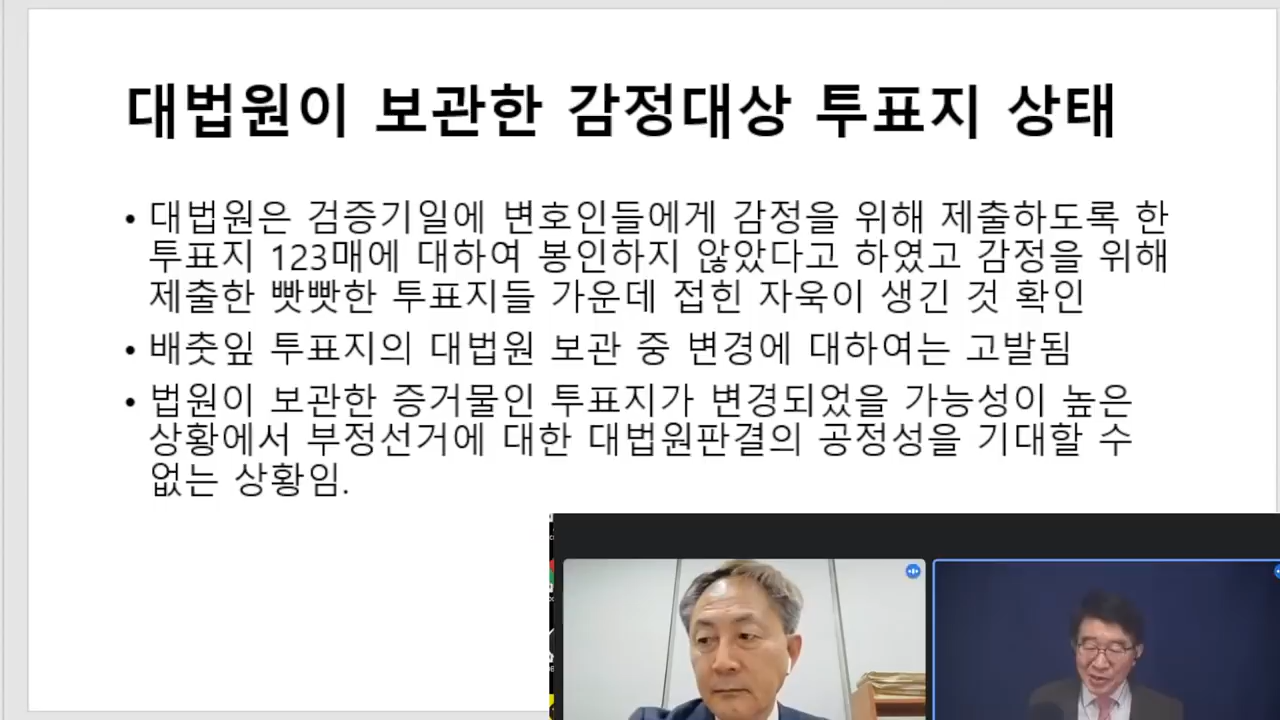 대법원이 보관한 감정대상 투표지 상태
• 대법원은 검증기일에 변호인들에게 감정을 위해 제출하도록 한
투표지 123매에 대하여 봉인하지 않았다고 하였고 감정을 위해
제출한 빳빳한 투표지들 가운데 접힌 자욱이 생긴 것 확인
• 배춧잎 투표지의 대법원 보관 중 변경에 대하여는 고발됨
• 법원이 보관한 증거물인 투표지가 변경되었을 가능성이 높은
상황에서 부정선거에 대한 대법원판결의 공정성을 기대할 수
없는 상황임.